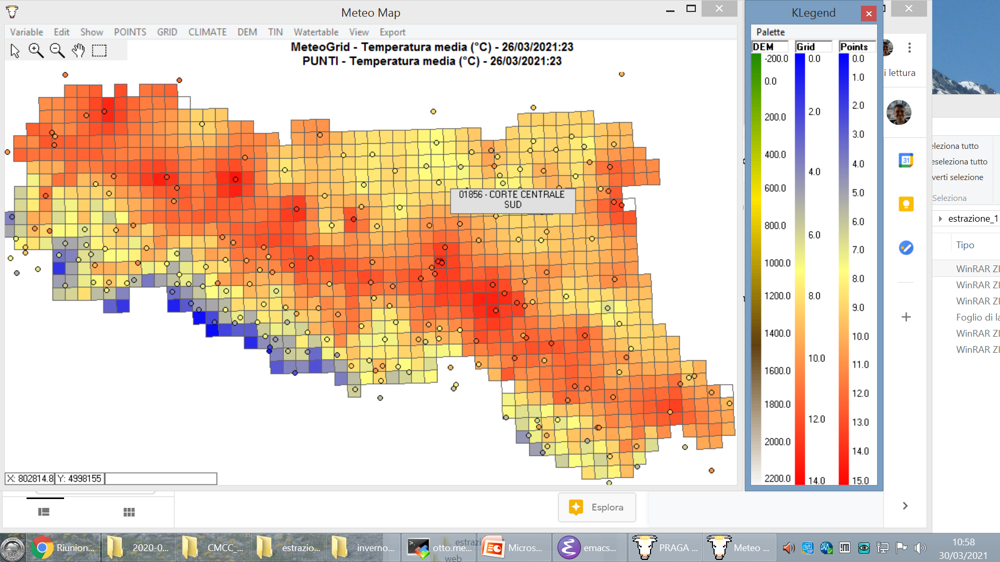 Meteo Map
KLegend
Variable Edit Show POINTS GRID CLIMATE DEM TIN Watertable View Export
Palette
MeteoGrid - Temperatura media (°C) - 26/03/2021:23
PUNTI - Temperatura media (°C) - 26/03/2021:23
DEM Grid Points
-200.0
0.0
200.0
400.0
600.0
800.0
1000.0
1200.0
1400.0
1600.0
1800.0
2000.0
2200.0
0.0
2.0
4.0
6.0
8.0
10.0
12.0
14.0
0.0
1.0
2.0
3.0
4.0
5.0
6.0
7.0
8.0
9.0
10.0
11.0
12.0
13.0
14.0
15.0
01856 - CORTE CENTRALE
SUD
X: 802814.8 Y: 4998155
i lettura
31
eleziona tutto
eseleziona tutto
verti selezione
Seleziona
estrazione_1
Tipo
WinRAR ZI
WinRAR ZI
WinRAR ZI
Foglio di la
WinRAR ZI
WinRAR ZI
Esplora
Riunion...
2020-0...
CMCC_...
estrazio...
inverno...
otto.me...
estrazi
web
Micros...
emacs...
PRAGA ...
Meteo ...
10:58
30/03/2021